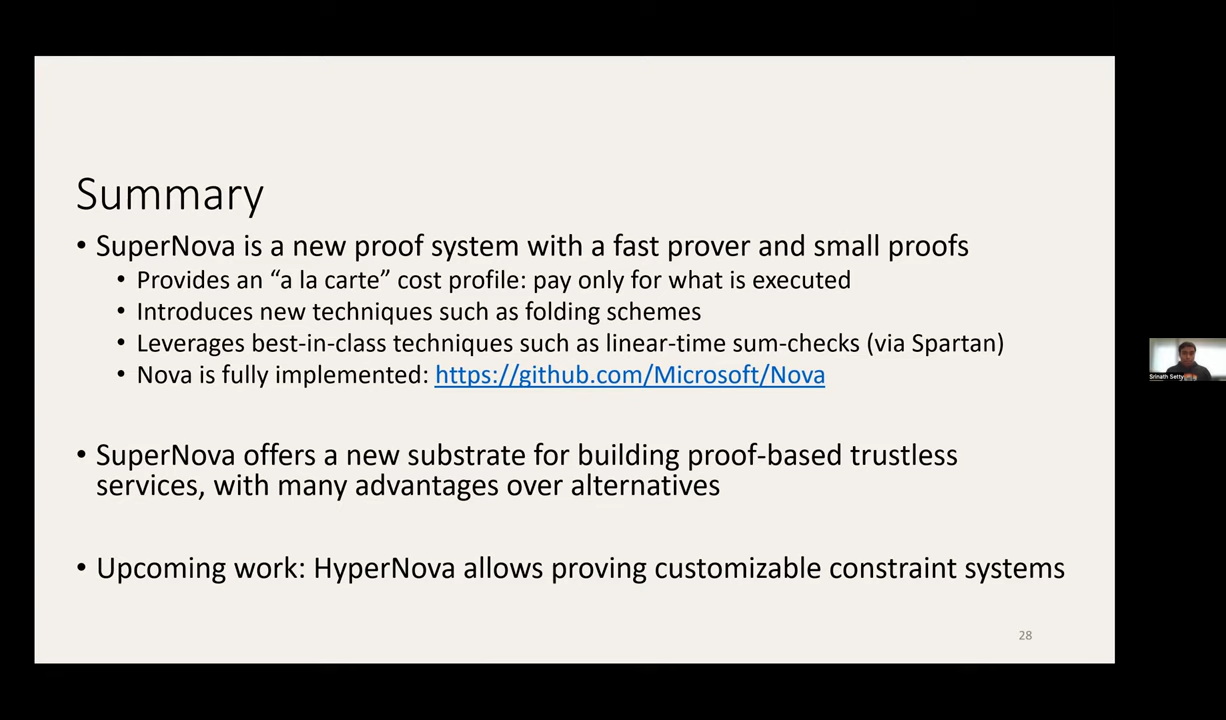 Summary
• SuperNova is a new proof system with a fast prover and small proofs
• Provides an “a la carte” cost profile: pay only for what is executed
• Introduces new techniques such as folding schemes
• Leverages best-in-class techniques such as linear-time sum-checks (via Spartan)
• Nova is fully implemented: https://github.com/Microsoft/Nova
• SuperNova offers a new substrate for building proof-based trustless
services, with many advantages over alternatives
• Upcoming work: HyperNova allows proving customizable constraint systems
28
Srinath Setty